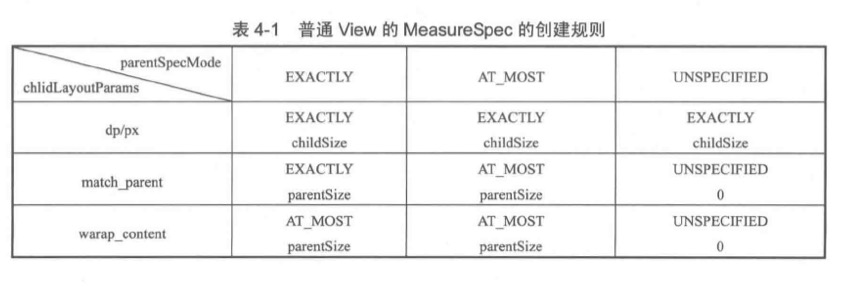 表 4-1 普通 View 的 MeasureSpec 的创建规则
parentSpecMode
chlidLayoutParams
EXACTLY
AT_MOST
UNSPECIFIED
dp/px
EXACTLY
childSize
AT_MOST
childSize
EXACTLY
childSize
match_parent
EXACTLY
parentSize
AT_MOST
parentSize
UNSPECIFIED
0
warap_content
AT_MOST
parentSize
AT_MOST
parentSize
UNSPECIFIED
0